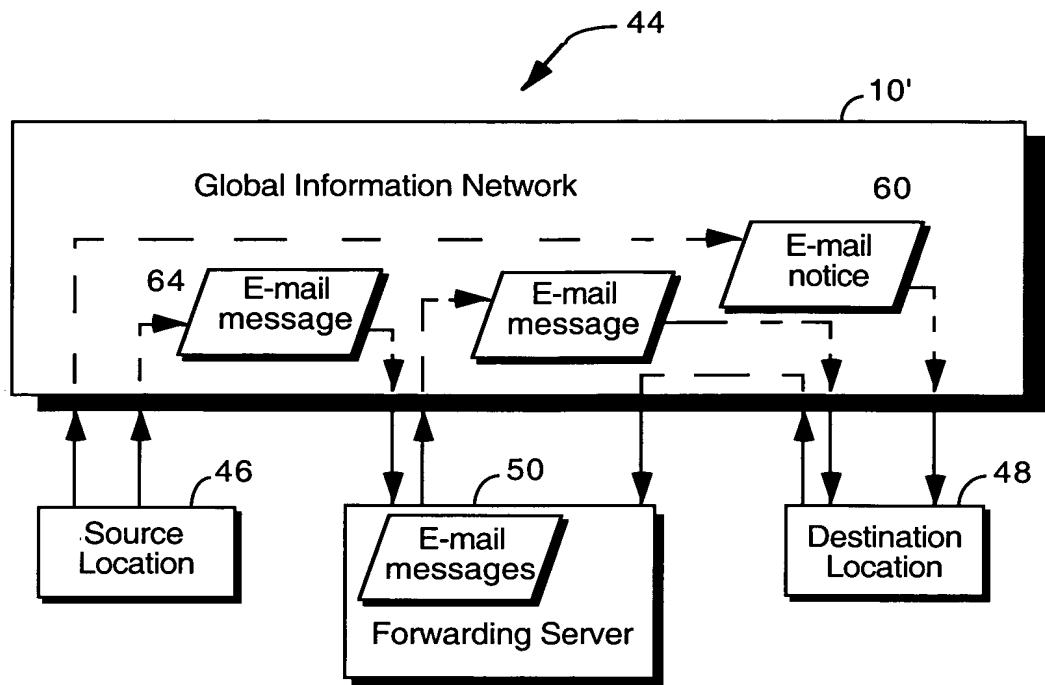 44
10'
Global Information Network
60
E-mail
notice
64
E-mail
message
E-mail
message
46
Source
Location
50
E-mail
messages
Forwarding Server
48
Destination
Location